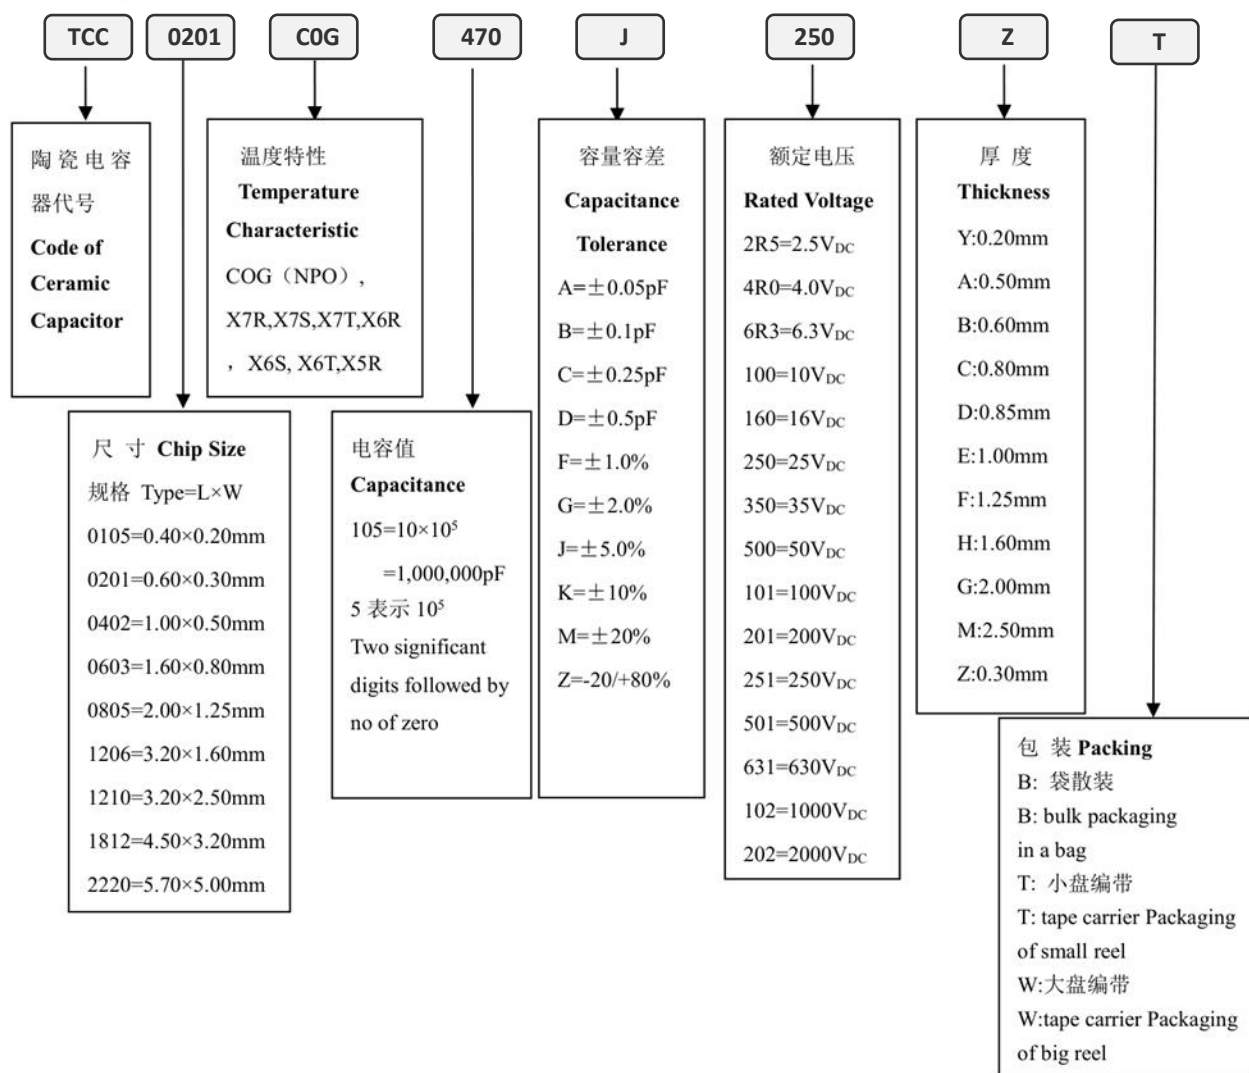 TCC 0201 C0G 470 J 250 Z T
陶瓷电容
器代号
Code of
Ceramic
Capacitor
温度特性
Temperature
Characteristic
COG（NPO）,
X7R,X7S,X7T,X6R
, X6S, X6T,X5R
容量容差
Capacitance
Tolerance
A=±0.05pF
B=±0.1pF
C=±0.25pF
D=±0.5pF
F=±1.0%
G=±2.0%
J=±5.0%
K=±10%
M=±20%
Z=-20/+80%
额定电压
Rated Voltage
2R5=2.5VDC
4R0=4.0VDC
6R3=6.3VDC
100=10VDC
160=16VDC
250=25VDC
350=35VDC
500=50VDC
101=100VDC
201=200VDC
251=250VDC
501=500VDC
631=630VDC
102=1000VDC
202=2000VDC
厚 度
Thickness
Y:0.20mm
A:0.50mm
B:0.60mm
C:0.80mm
D:0.85mm
E:1.00mm
F:1.25mm
H:1.60mm
G:2.00mm
M:2.50mm
Z:0.30mm
尺 寸 Chip Size
规格 Type=L×W
0105=0.40×0.20mm
0201=0.60×0.30mm
0402=1.00×0.50mm
0603=1.60×0.80mm
0805=2.00×1.25mm
1206=3.20×1.60mm
1210=3.20×2.50mm
1812=4.50×3.20mm
2220=5.70×5.00mm
电容值
Capacitance
105=10×10⁵
=1,000,000pF
5 表示 10⁵
Two significant
digits followed by
no of zero
包 装 Packing
B: 袋散装
B: bulk packaging
in a bag
T: 小盘编带
T: tape carrier Packaging
of small reel
W:大盘编带
W:tape carrier Packaging
of big reel